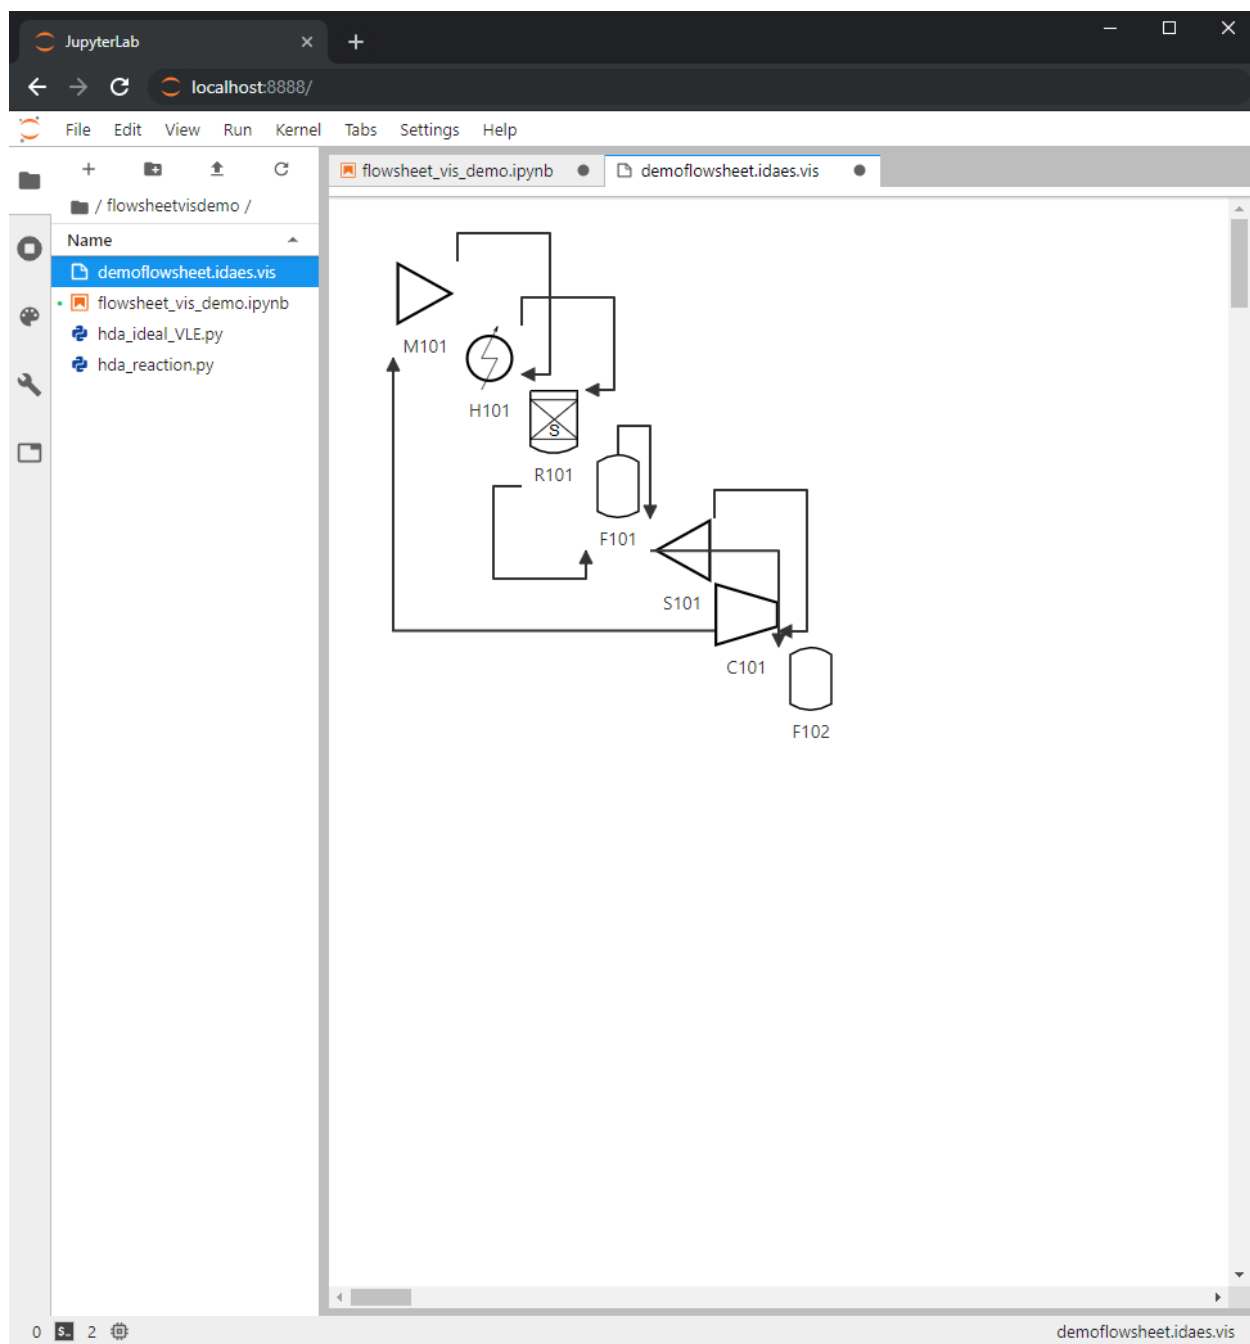 JupyterLab
localhost:8888/
File Edit View Run Kernel Tabs Settings Help
flowsheet_vis_demo.ipynb demoflowsheet.idaes.vis
/ flowsheetvisdemo /
Name
demoflowsheet.idaes.vis
flowsheet_vis_demo.ipynb
hda_ideal_VLE.py
hda_reaction.py
M101
H101
S
R101
F101
S101
C101
F102
0 S_ 2 demoflowsheet.idaes.vis